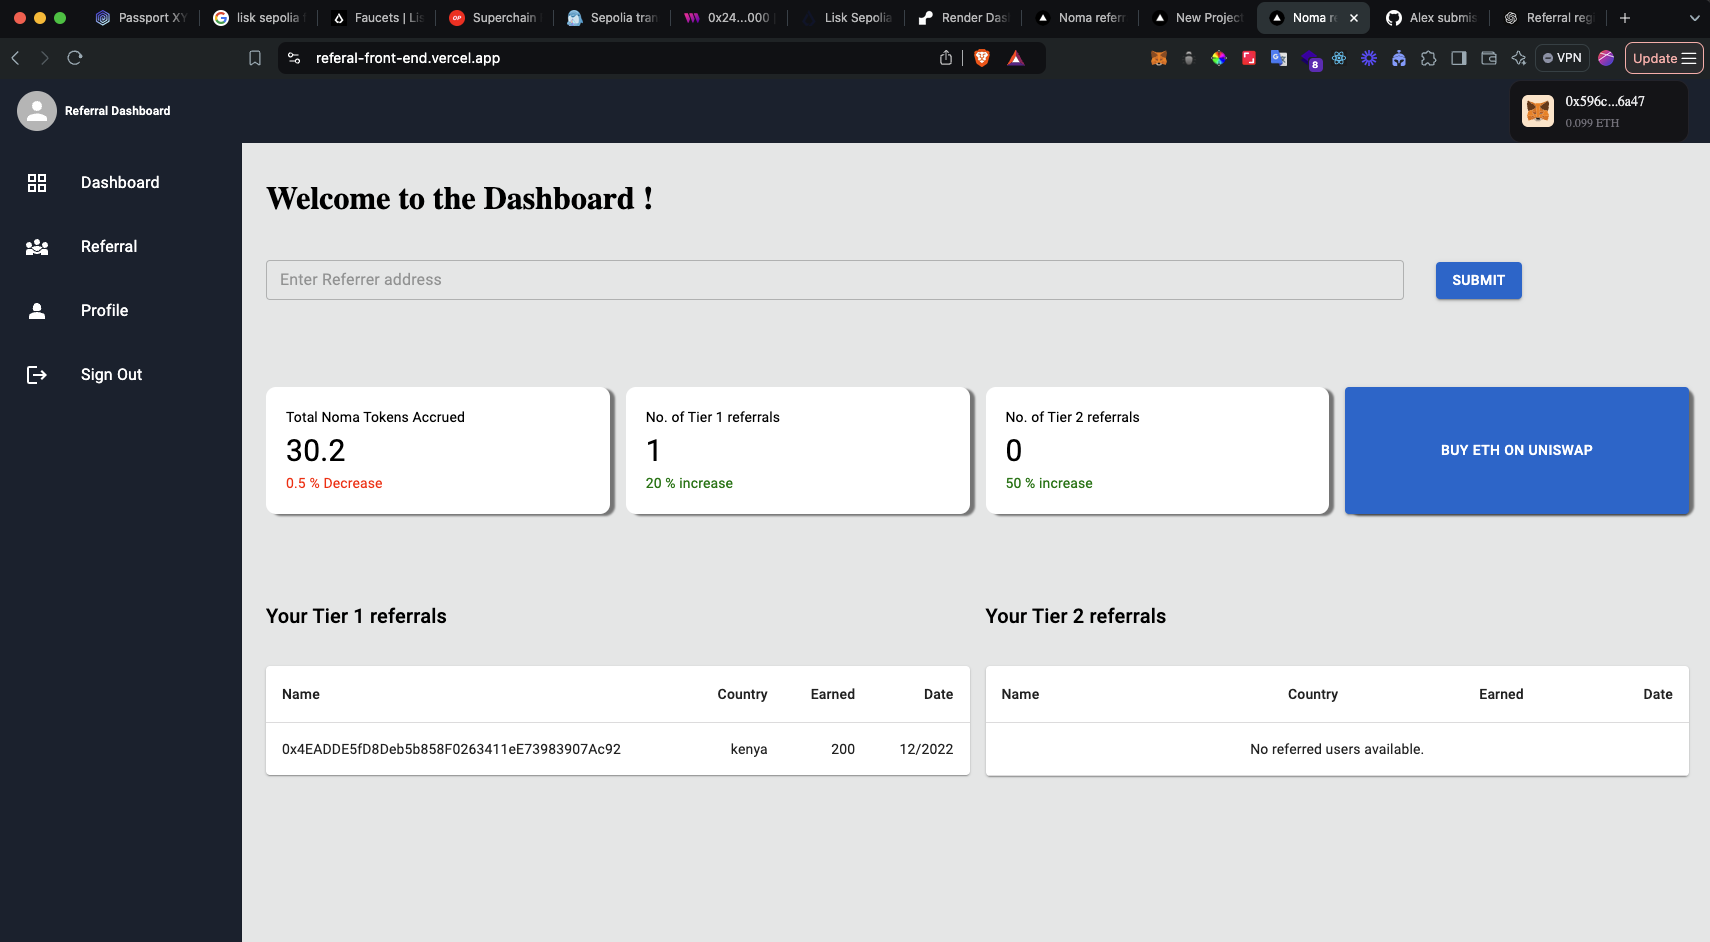 Passport XY
lisk sepolia
Faucets | Lis
Superchain
Sepolia tran
0x24...000
Lisk Sepolia
Render Das
Noma referr
New Project
Noma re
Alex submis
Referral reg
referal-front-end.vercel.app
8
VPN
Update
Referral Dashboard
0x596c...6a47
0.099 ETH
Dashboard
Referral
Profile
Sign Out
Welcome to the Dashboard !
Enter Referrer address
SUBMIT
Total Noma Tokens Accrued
30.2
0.5 % Decrease
No. of Tier 1 referrals
1
20 % increase
No. of Tier 2 referrals
0
50 % increase
BUY ETH ON UNISWAP
Your Tier 1 referrals
Name Country Earned Date
0x4EADDE5fD8Deb5b858F0263411eE73983907Ac92 kenya 200 12/2022
Your Tier 2 referrals
Name Country Earned Date
No referred users available.